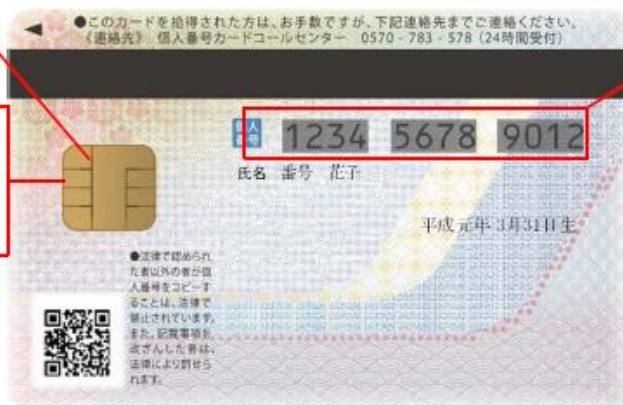 ●このカードを拾得された方は、お手数ですが、下記連絡先までご連絡ください。
《連絡先》 個人番号カードコールセンター 0570-783-578(24時間受付)
個人番号 1234 5678 9012
氏名 番号 花子
平成元年3月31日生
●法律で認められ
た者以外の者が個
人番号をコピーす
ることは、法律で
禁止されています。
また、記載事項を
改ざんした者は、
法律により罰せら
れます。